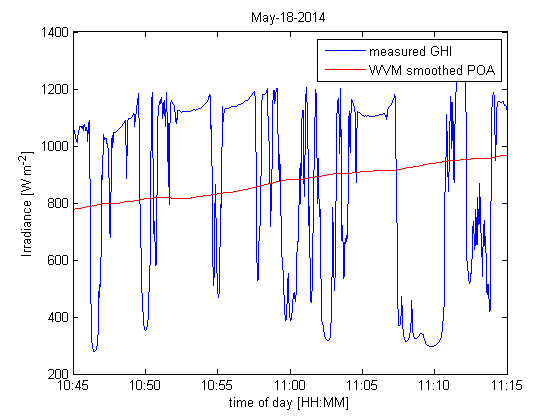 May-18-2014
measured GHI
WVM smoothed POA
Irradiance [W m-2]
1400
1200
1000
800
600
400
200
10:45 10:50 10:55 11:00 11:05 11:10 11:15
time of day [HH:MM]